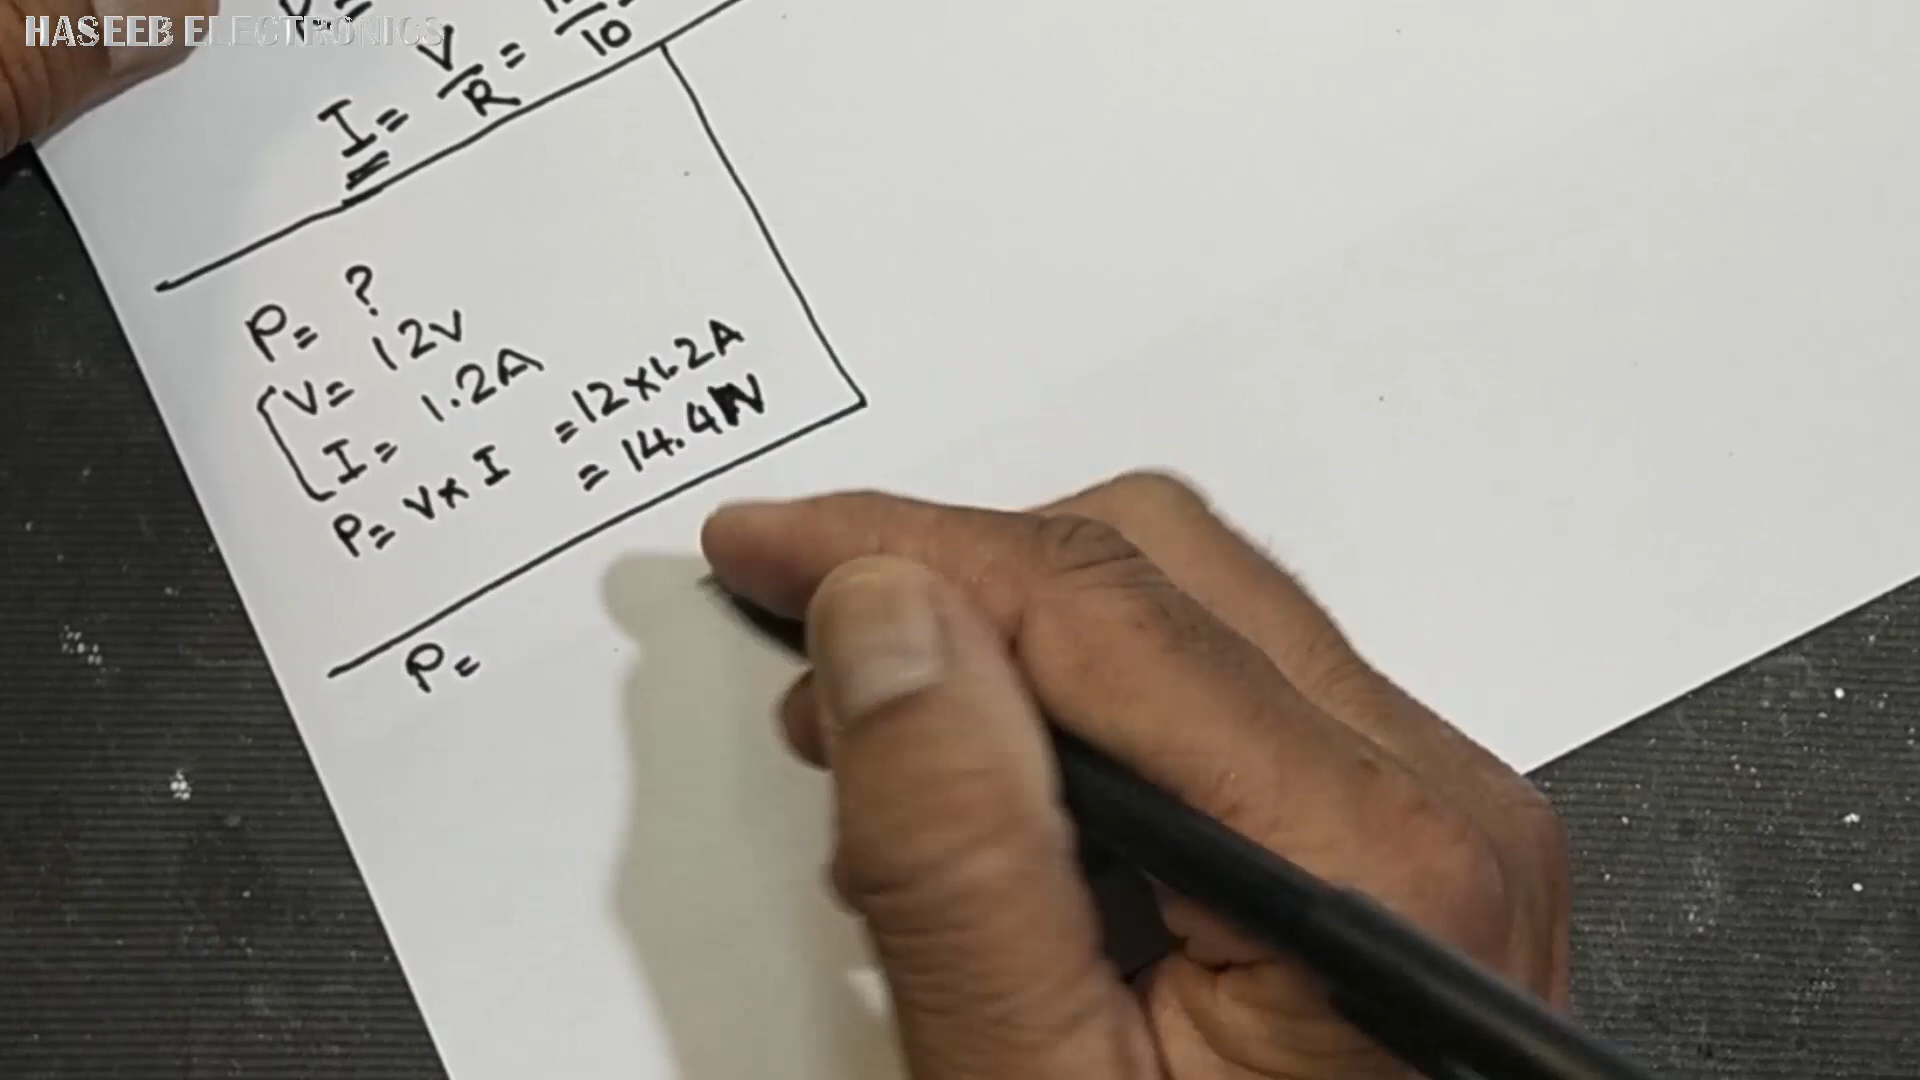 HASEEB ELECTRONICS
I = V/R = /10
P = ?
V = 12V
I = 1.2A
P = V × I = 12 × 1.2A
= 14.4W
P =